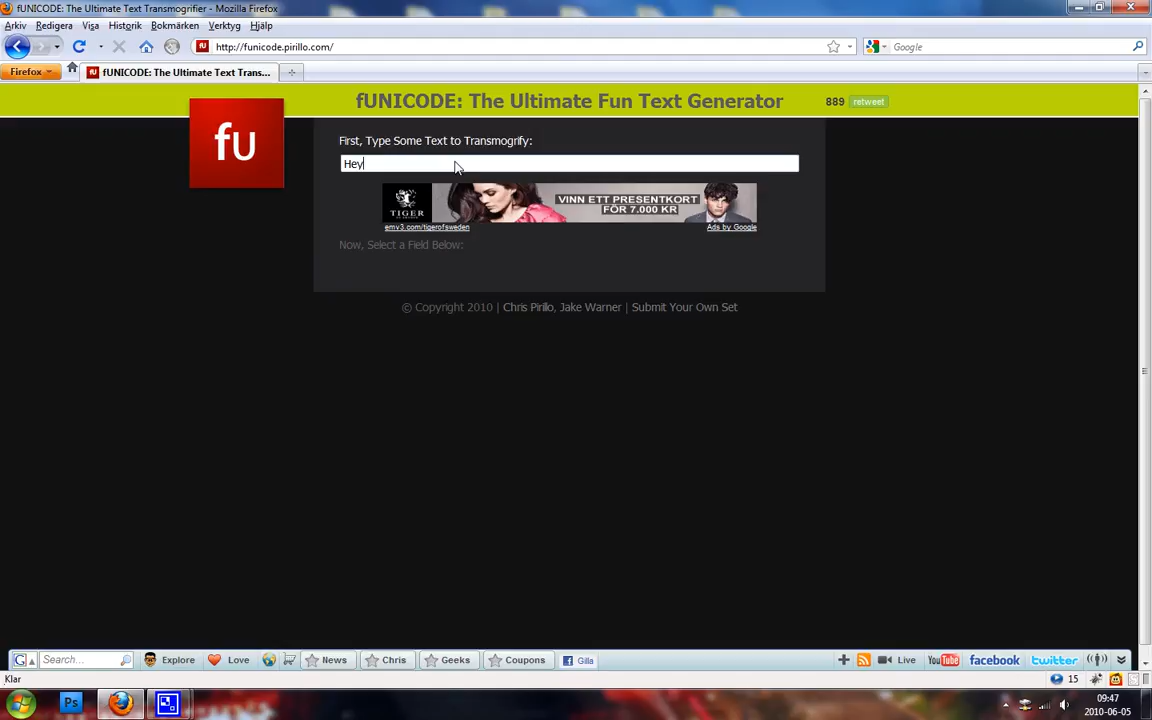 fUNICODE: The Ultimate Text Transmogrifier - Mozilla Firefox
Arkiv Redigera Visa Historik Bokmärken Verktyg Hjälp
http://funicode.pirillo.com/
Google
Firefox
fUNICODE: The Ultimate Text Trans...
fU
fUNICODE: The Ultimate Fun Text Generator
889 retweet
First, Type Some Text to Transmogrify:
Hey
TIGER
VINN ETT PRESENTKORT
FÖR 7.000 KR
emv3.com/tigerofsweden
Ads by Google
Now, Select a Field Below:
© Copyright 2010 | Chris Pirillo, Jake Warner | Submit Your Own Set
G Search... Explore Love News Chris Geeks Coupons Gilla Live YouTube facebook twitter
Klar
15
Ps
09:47
2010-06-05